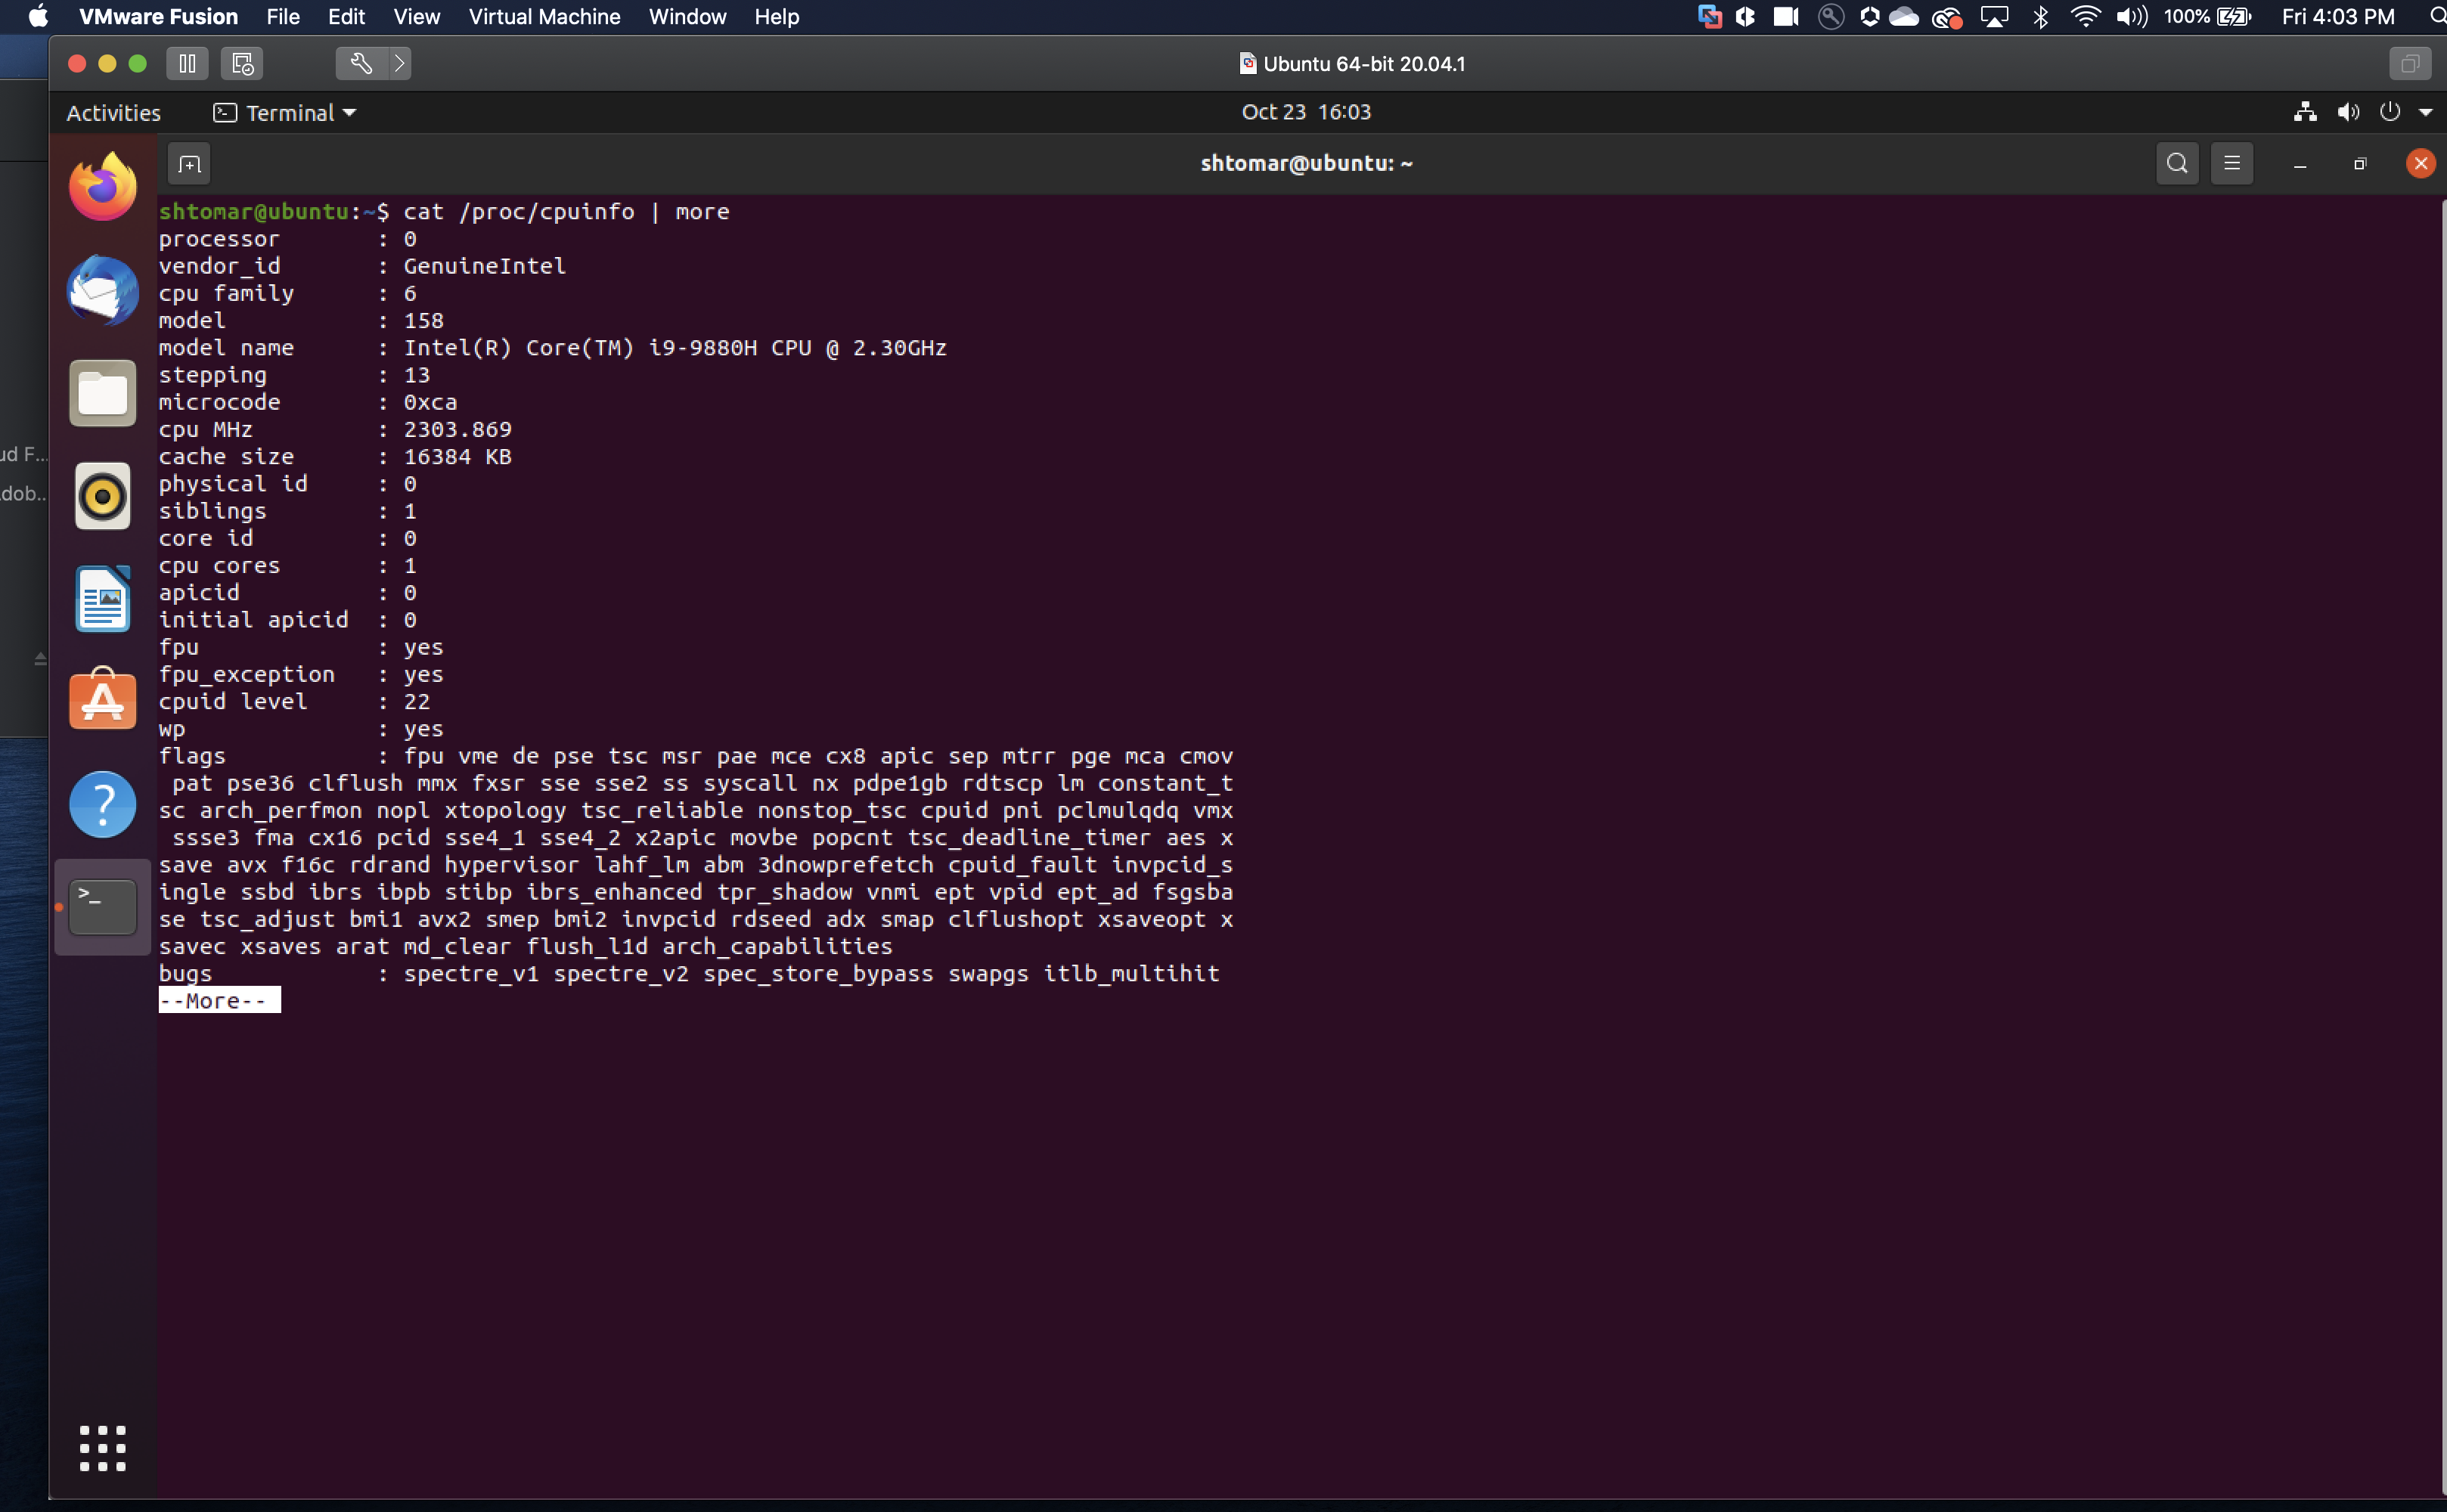 VMware Fusion File Edit View Virtual Machine Window Help 100% Fri 4:03 PM
Ubuntu 64-bit 20.04.1
Activities Terminal Oct 23 16:03
shtomar@ubuntu: ~
shtomar@ubuntu:~$ cat /proc/cpuinfo | more
processor : 0
vendor_id : GenuineIntel
cpu family : 6
model : 158
model name : Intel(R) Core(TM) i9-9880H CPU @ 2.30GHz
stepping : 13
microcode : 0xca
cpu MHz : 2303.869
cache size : 16384 KB
physical id : 0
siblings : 1
core id : 0
cpu cores : 1
apicid : 0
initial apicid : 0
fpu : yes
fpu_exception : yes
cpuid level : 22
wp : yes
flags : fpu vme de pse tsc msr pae mce cx8 apic sep mtrr pge mca cmov
pat pse36 clflush mmx fxsr sse sse2 ss syscall nx pdpe1gb rdtscp lm constant_t
sc arch_perfmon nopl xtopology tsc_reliable nonstop_tsc cpuid pni pclmulqdq vmx
ssse3 fma cx16 pcid sse4_1 sse4_2 x2apic movbe popcnt tsc_deadline_timer aes x
save avx f16c rdrand hypervisor lahf_lm abm 3dnowprefetch cpuid_fault invpcid_s
ingle ssbd ibrs ibpb stibp ibrs_enhanced tpr_shadow vnmi ept vpid ept_ad fsgsba
se tsc_adjust bmi1 avx2 smep bmi2 invpcid rdseed adx smap clflushopt xsaveopt x
savec xsaves arat md_clear flush_l1d arch_capabilities
bugs : spectre_v1 spectre_v2 spec_store_bypass swapgs itlb_multihit
--More--
ud F...
dob...